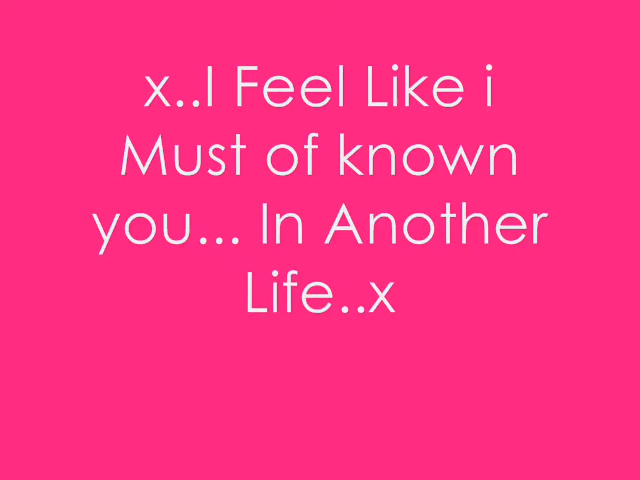 x..I Feel Like i
Must of known
you... In Another
Life..x